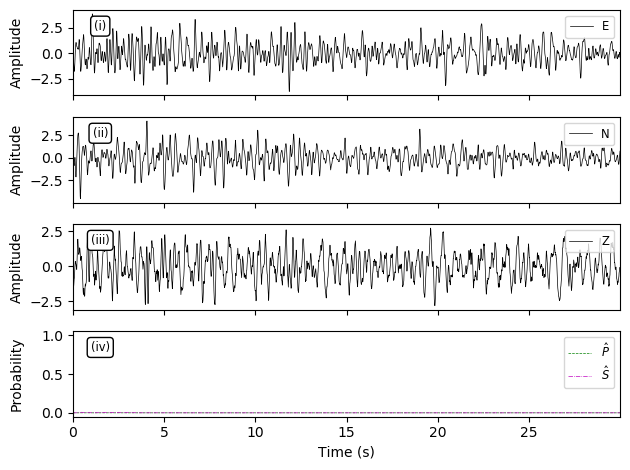 (i)
E
Amplitude
2.5
0.0
−2.5
(ii)
N
Amplitude
2.5
0.0
−2.5
(iii)
Z
Amplitude
2.5
0.0
−2.5
(iv)
P̂
Ŝ
Probability
1.0
0.5
0.0
0 5 10 15 20 25
Time (s)